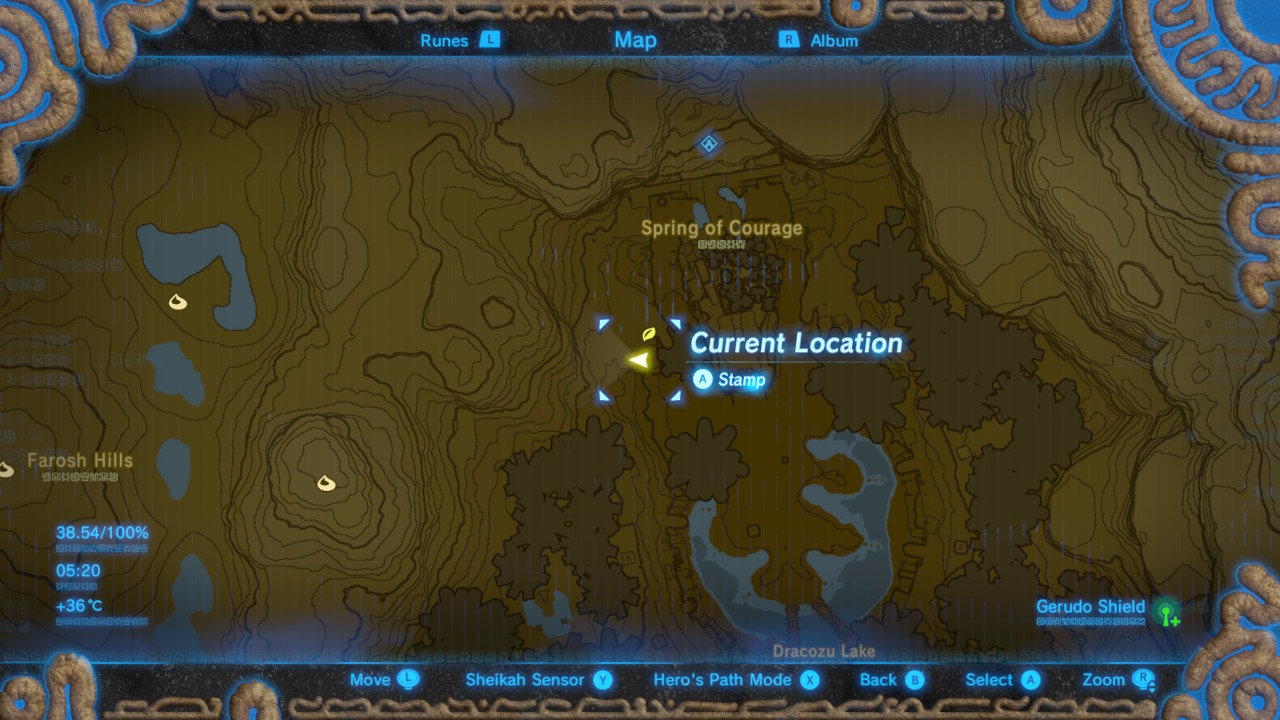 Runes L
Map
R Album
Spring of Courage
Current Location
A Stamp
Farosh Hills
38.54/100%
05:20
+36°C
Gerudo Shield
Dracozu Lake
Move L
Sheikah Sensor Y
Hero's Path Mode X
Back B
Select A
Zoom R